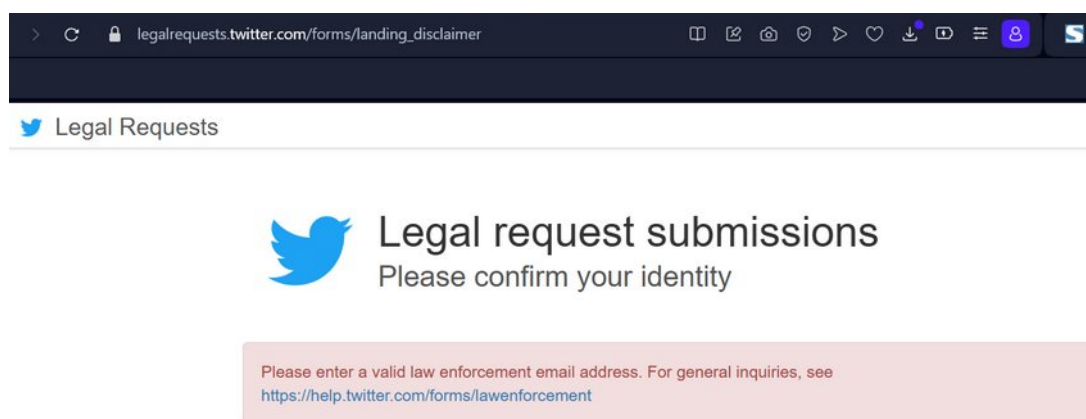 legalrequests.twitter.com/forms/landing_disclaimer
Legal Requests
Legal request submissions
Please confirm your identity
Please enter a valid law enforcement email address. For general inquiries, see
https://help.twitter.com/forms/lawenforcement